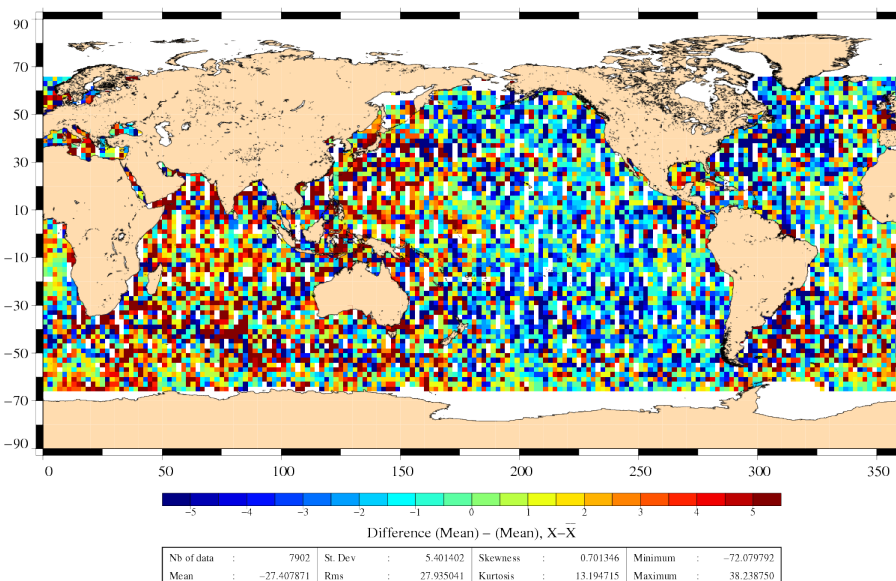 90
70
50
30
10
−10
−30
−50
−70
−90
0 50 100 150 200 250 300 350
−5 −4 −3 −2 −1 0 1 2 3 4 5
Difference (Mean) − (Mean), X−X̅
Nb of data : 7902 St. Dev : 5.401402 Skewness : 0.701346 Minimum : −72.079792
Mean : −27.407871 Rms : 27.935041 Kurtosis : 13.194715 Maximum : 38.238750